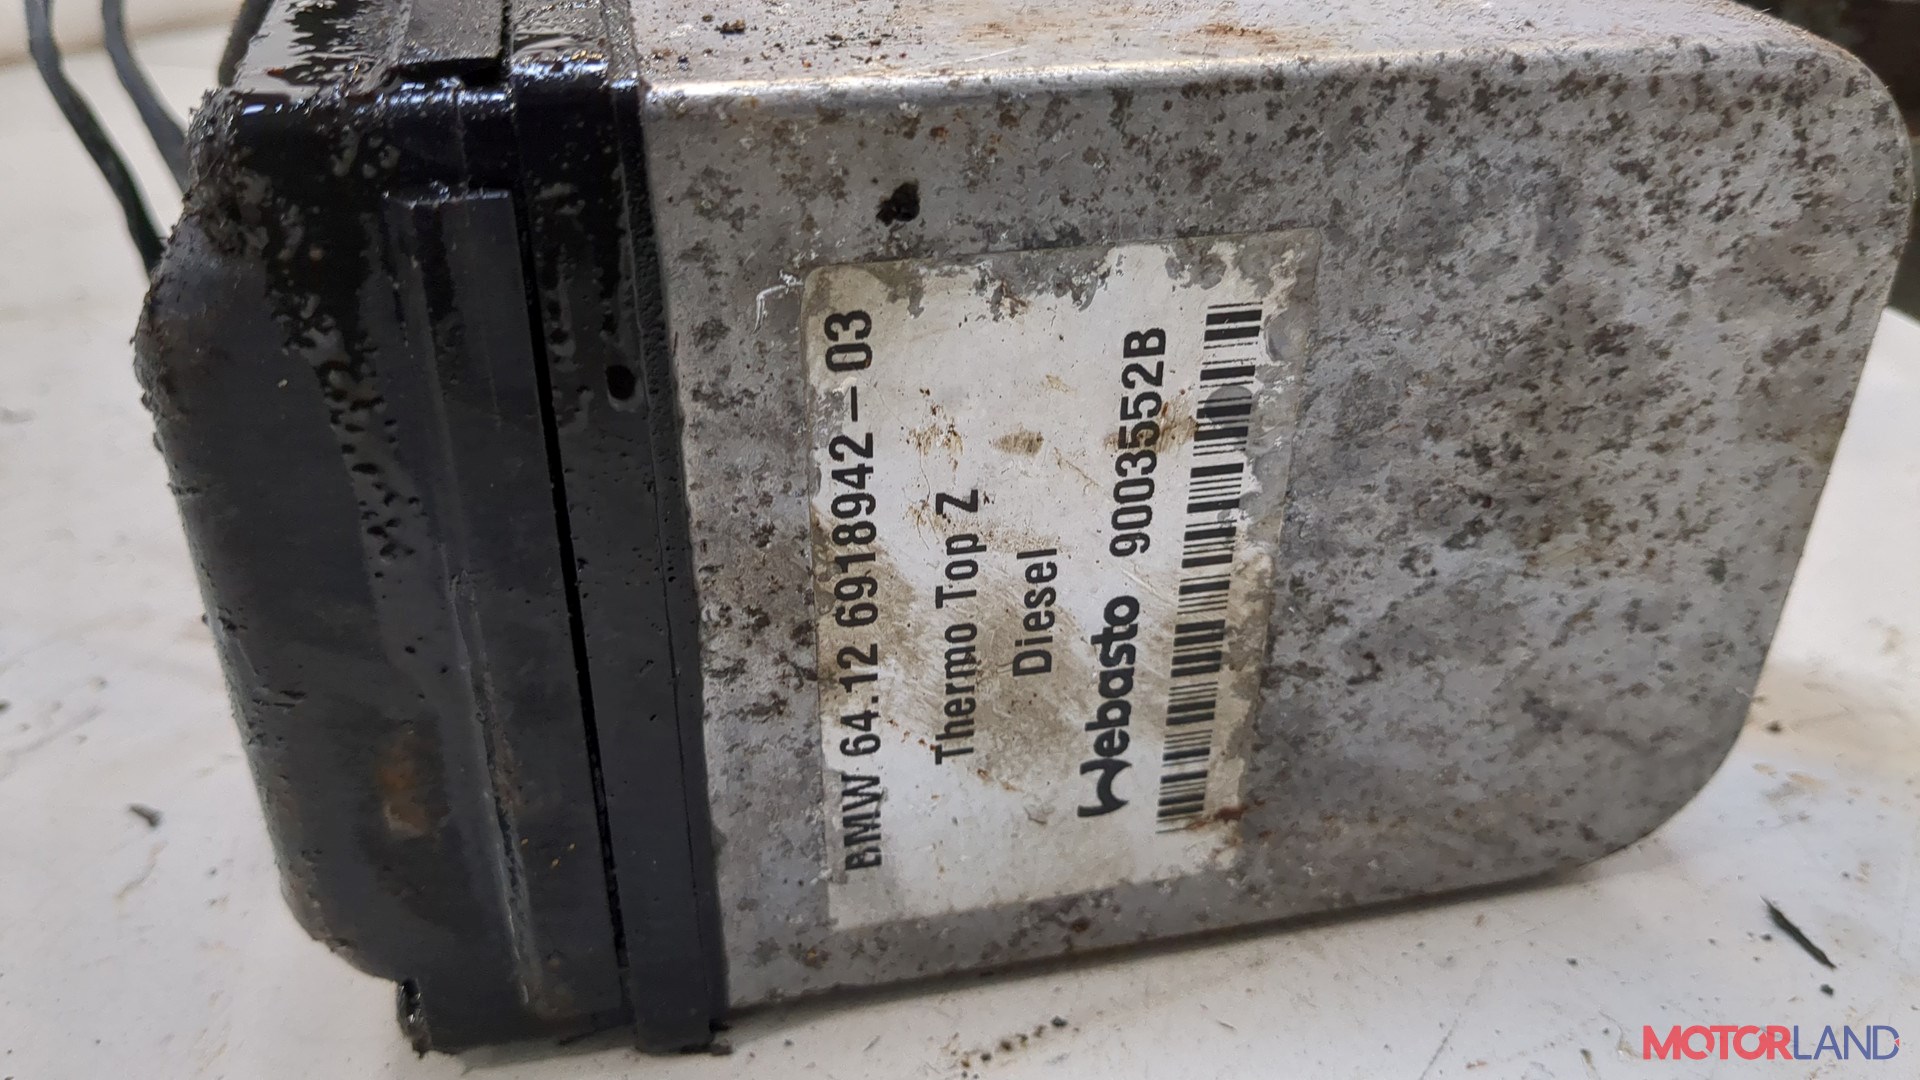 BMW 64.12 6918942-03
Thermo Top Z
Diesel
Webasto 9003552B
MOTORLAND